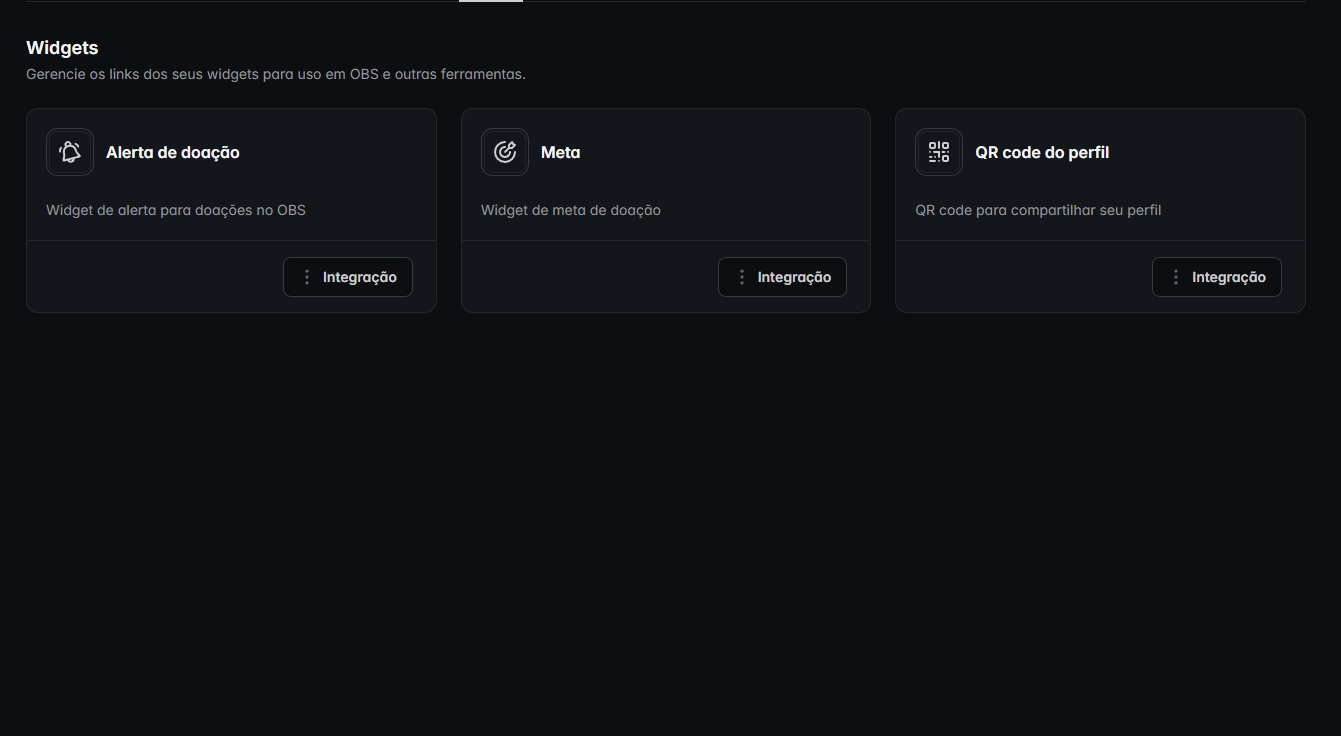 Widgets
Gerencie os links dos seus widgets para uso em OBS e outras ferramentas.
Alerta de doação
Widget de alerta para doações no OBS
Integração
Meta
Widget de meta de doação
Integração
QR code do perfil
QR code para compartilhar seu perfil
Integração